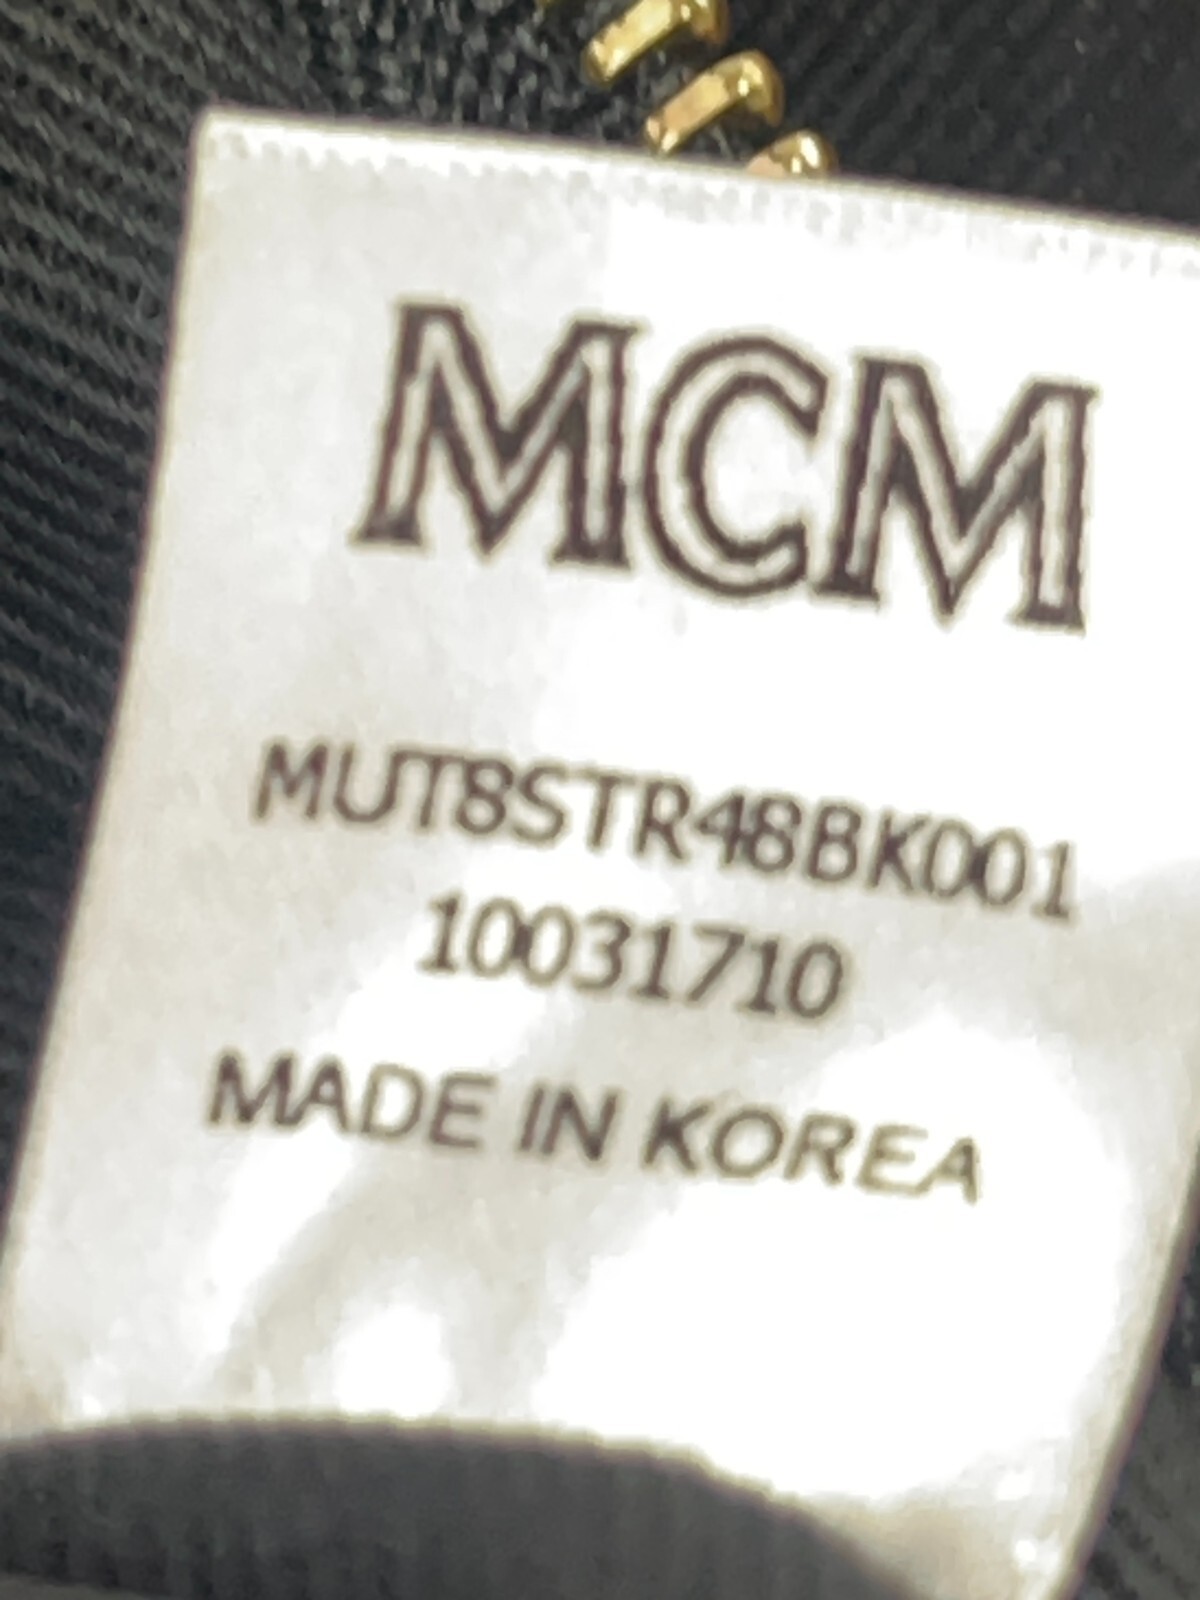 MCM
MUT8STR48BK001
10031710
MADE IN KOREA